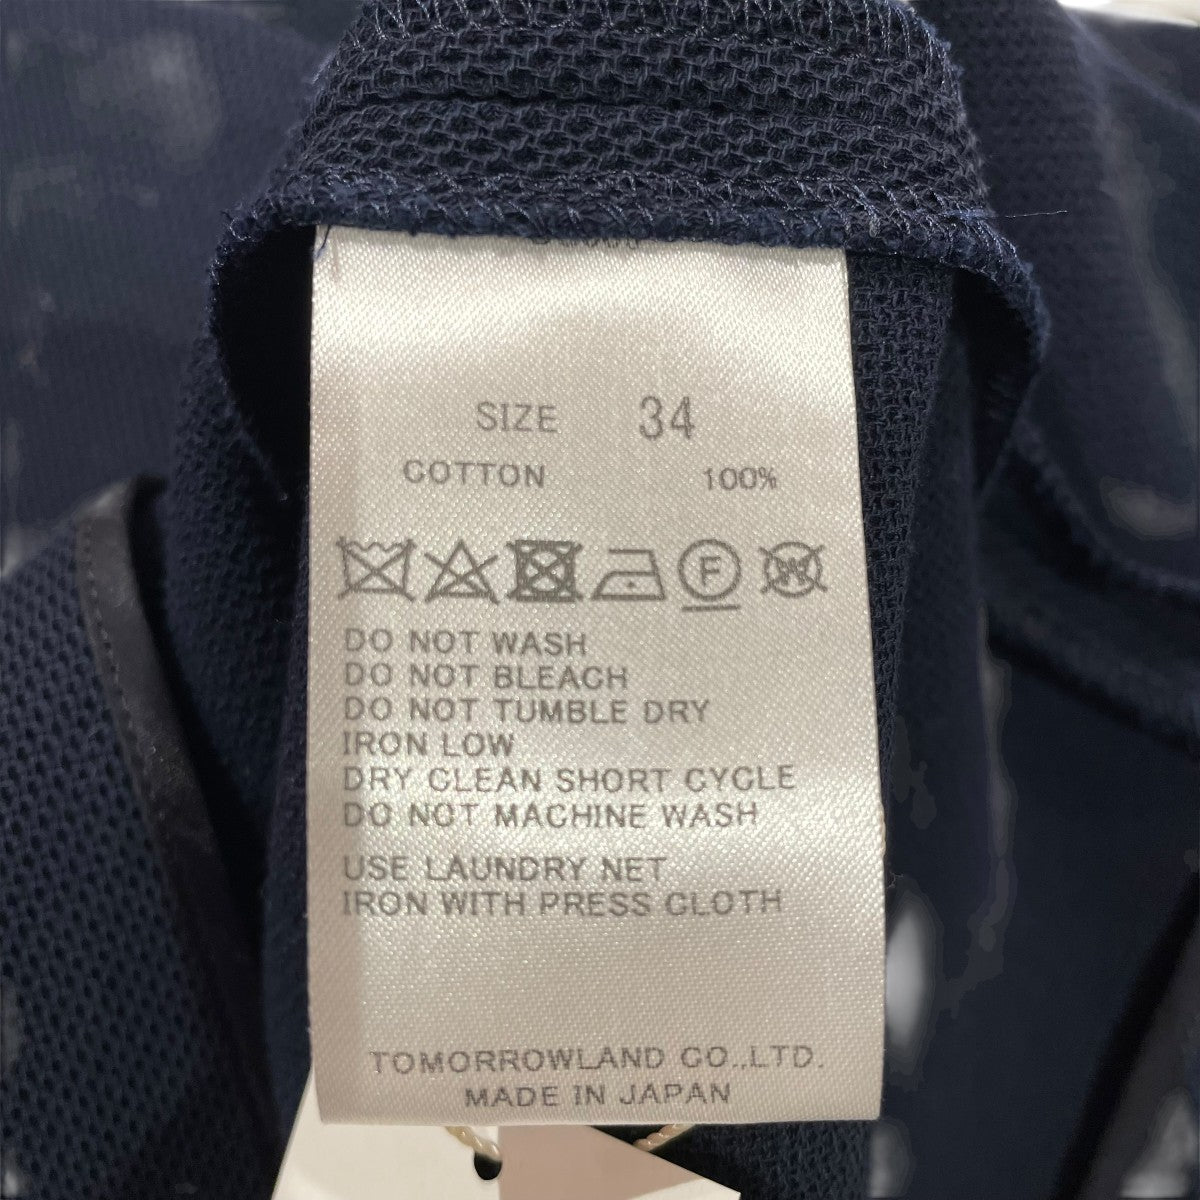 SIZE 34
COTTON 100%
F W
DO NOT WASH
DO NOT BLEACH
DO NOT TUMBLE DRY
IRON LOW
DRY CLEAN SHORT CYCLE
DO NOT MACHINE WASH
USE LAUNDRY NET
IRON WITH PRESS CLOTH
TOMORROWLAND CO.,LTD.
MADE IN JAPAN